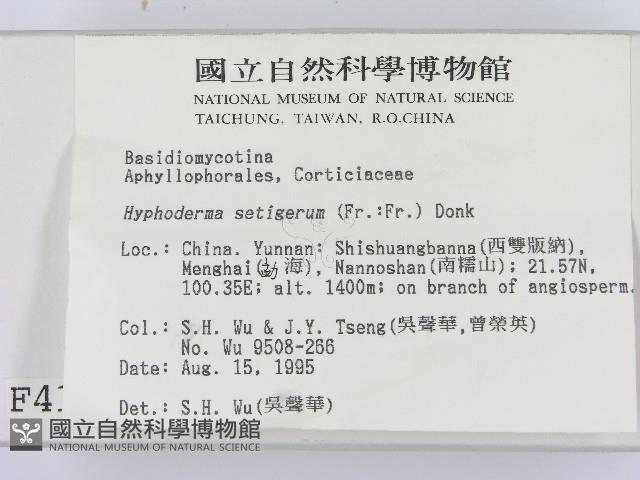 國立自然科學博物館
NATIONAL MUSEUM OF NATURAL SCIENCE
TAICHUNG, TAIWAN, R.O.CHINA
Basidiomycotina
Aphyllophorales, Corticiaceae
Hyphoderma setigerum (Fr.:Fr.) Donk
Loc.: China. Yunnan: Shishuangbanna(西雙版納),
Menghai(勐海), Nannoshan(南糯山); 21.57N,
100.35E; alt. 1400m; on branch of angiosperm.
Col.: S.H. Wu & J.Y. Tseng(吳聲華,曾榮英)
No. Wu 9508-266
Date: Aug. 15, 1995
Det.: S.H. Wu(吳聲華)
F41
國立自然科學博物館
NATIONAL MUSEUM OF NATURAL SCIENCE